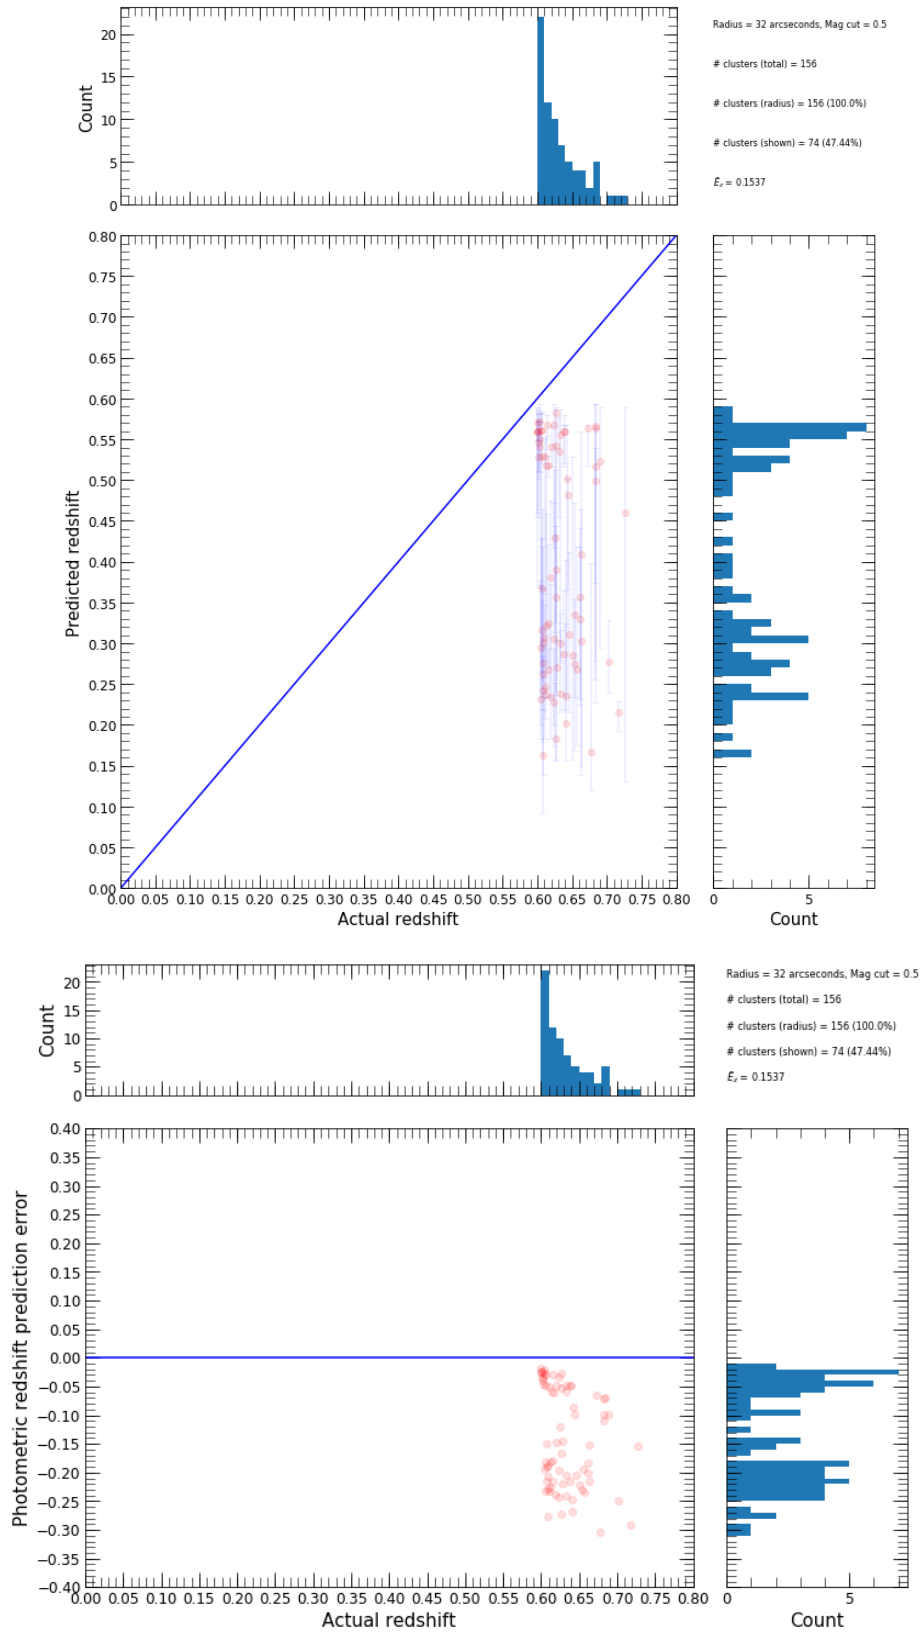 20
15
10
5
0
Count
Radius = 32 arcseconds, Mag cut = 0.5
# clusters (total) = 156
# clusters (radius) = 156 (100.0%)
# clusters (shown) = 74 (47.44%)
Ē_z = 0.1537
0.80
0.75
0.70
0.65
0.60
0.55
0.50
0.45
0.40
0.35
0.30
0.25
0.20
0.15
0.10
0.05
0.00
Predicted redshift
0.00 0.05 0.10 0.15 0.20 0.25 0.30 0.35 0.40 0.45 0.50 0.55 0.60 0.65 0.70 0.75 0.80
Actual redshift
0 5
Count
20
15
10
5
0
Count
Radius = 32 arcseconds, Mag cut = 0.5
# clusters (total) = 156
# clusters (radius) = 156 (100.0%)
# clusters (shown) = 74 (47.44%)
Ē_z = 0.1537
0.40
0.35
0.30
0.25
0.20
0.15
0.10
0.05
0.00
−0.05
−0.10
−0.15
−0.20
−0.25
−0.30
−0.35
−0.40
Photometric redshift prediction error
0.00 0.05 0.10 0.15 0.20 0.25 0.30 0.35 0.40 0.45 0.50 0.55 0.60 0.65 0.70 0.75 0.80
Actual redshift
0 5
Count